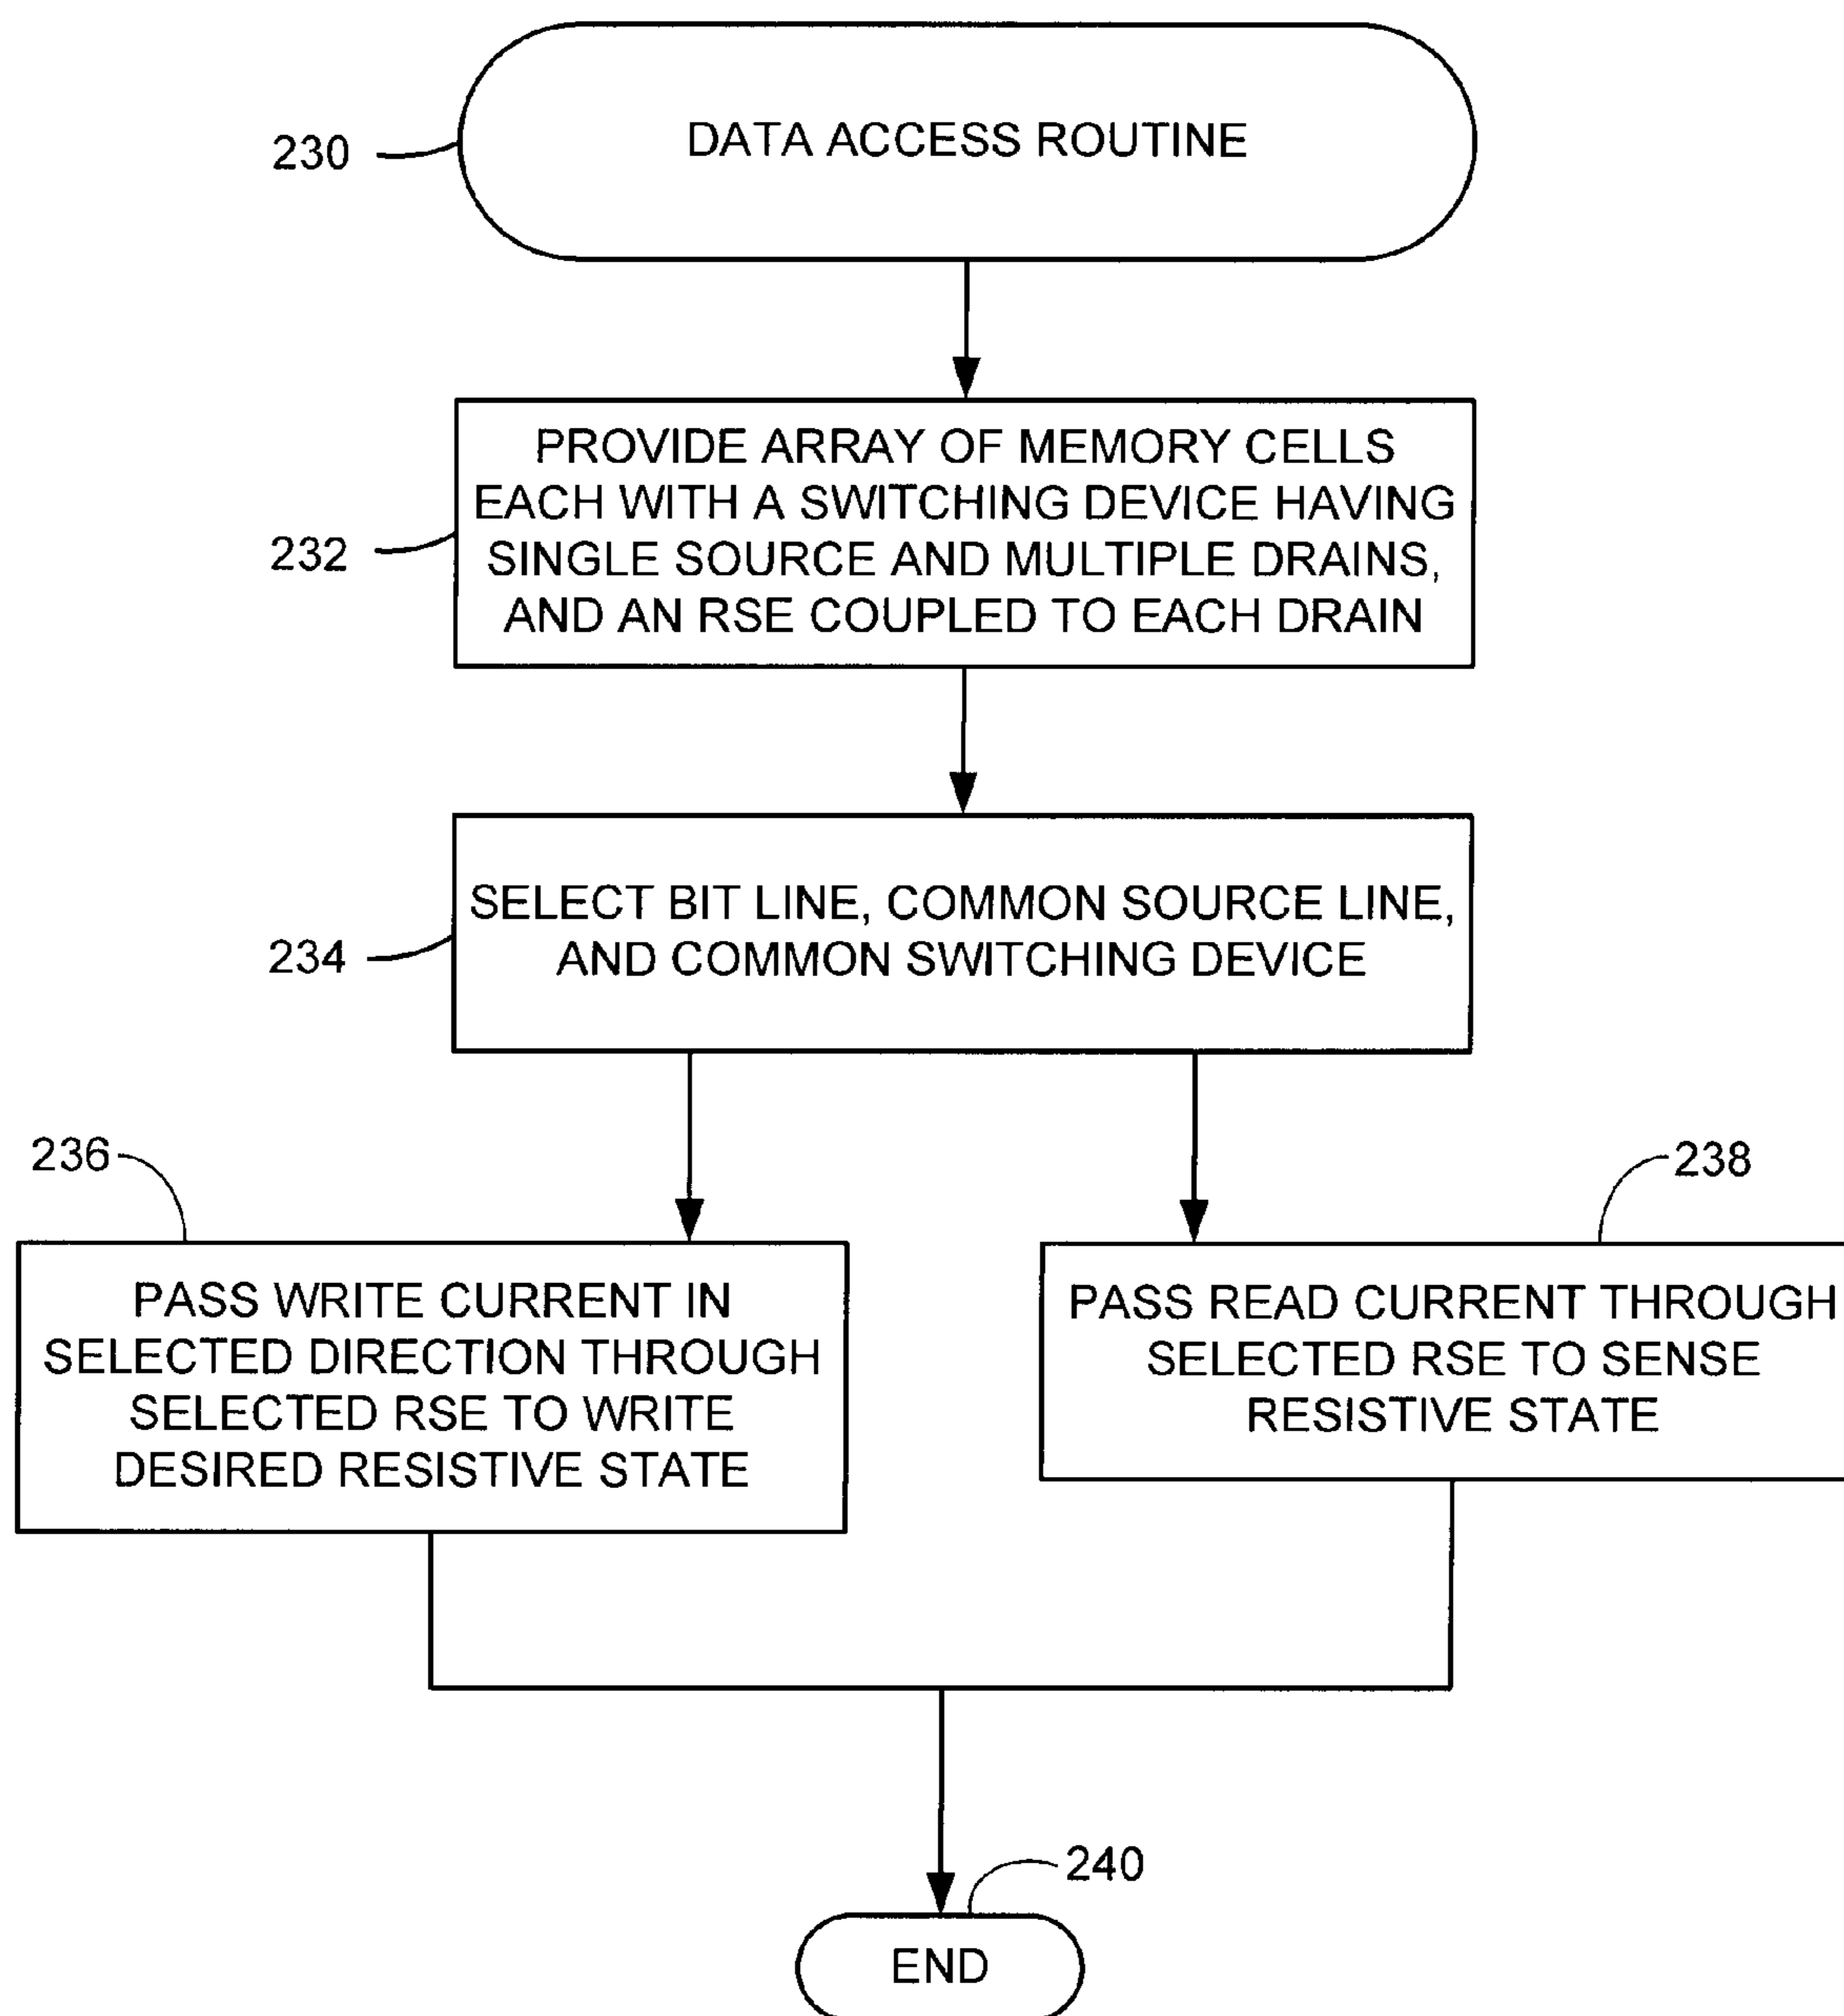 230
DATA ACCESS ROUTINE
232
PROVIDE ARRAY OF MEMORY CELLS
EACH WITH A SWITCHING DEVICE HAVING
SINGLE SOURCE AND MULTIPLE DRAINS,
AND AN RSE COUPLED TO EACH DRAIN
234
SELECT BIT LINE, COMMON SOURCE LINE,
AND COMMON SWITCHING DEVICE
236
PASS WRITE CURRENT IN
SELECTED DIRECTION THROUGH
SELECTED RSE TO WRITE
DESIRED RESISTIVE STATE
238
PASS READ CURRENT THROUGH
SELECTED RSE TO SENSE
RESISTIVE STATE
240
END